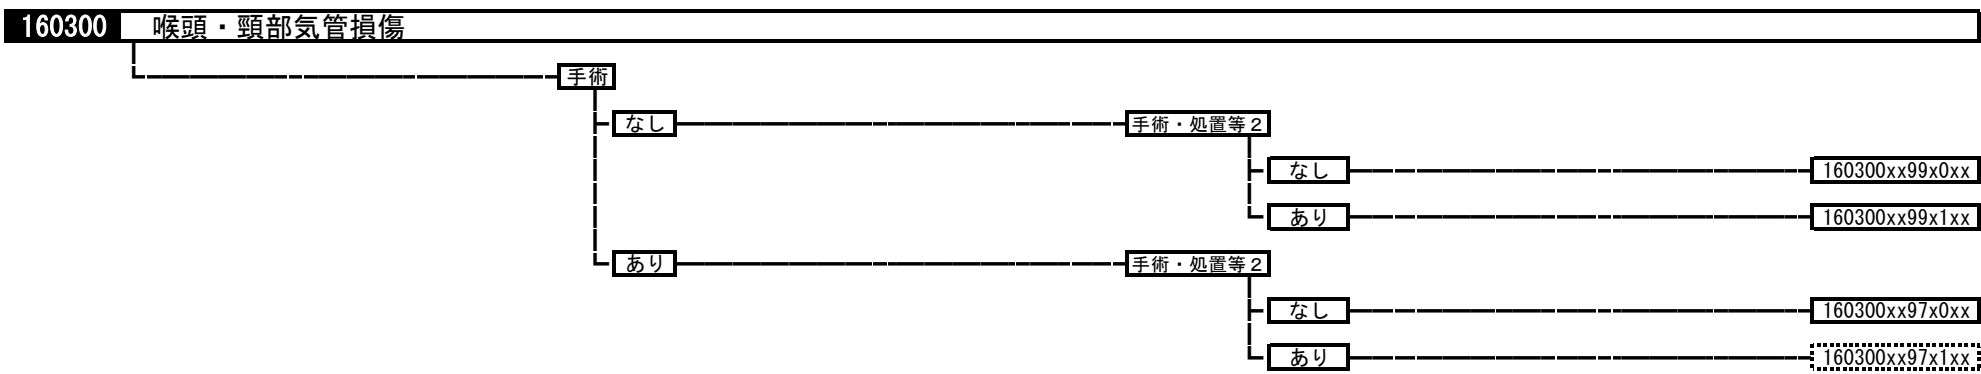 160300 喉頭・頸部気管損傷
手術
なし 手術・処置等２
なし 160300xx99x0xx
あり 160300xx99x1xx
あり 手術・処置等２
なし 160300xx97x0xx
あり 160300xx97x1xx